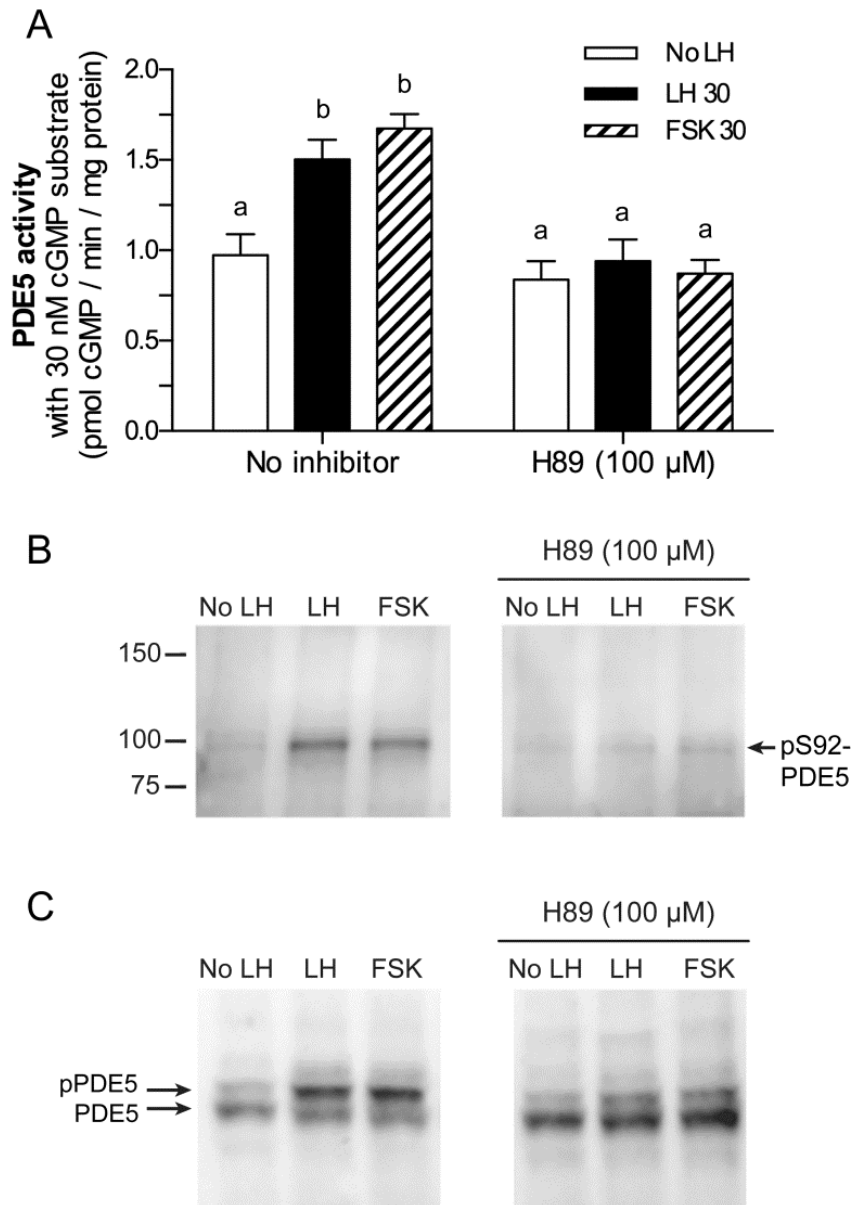 A
PDE5 activity
with 30 nM cGMP substrate
(pmol cGMP / min / mg protein)
2.0
1.5
1.0
0.5
0.0
a
b
b
a
a
a
No LH
LH 30
FSK 30
No inhibitor
H89 (100 µM)
B
H89 (100 µM)
No LH
LH
FSK
No LH
LH
FSK
150
100
75
pS92-
PDE5
C
H89 (100 µM)
No LH
LH
FSK
No LH
LH
FSK
pPDE5
PDE5